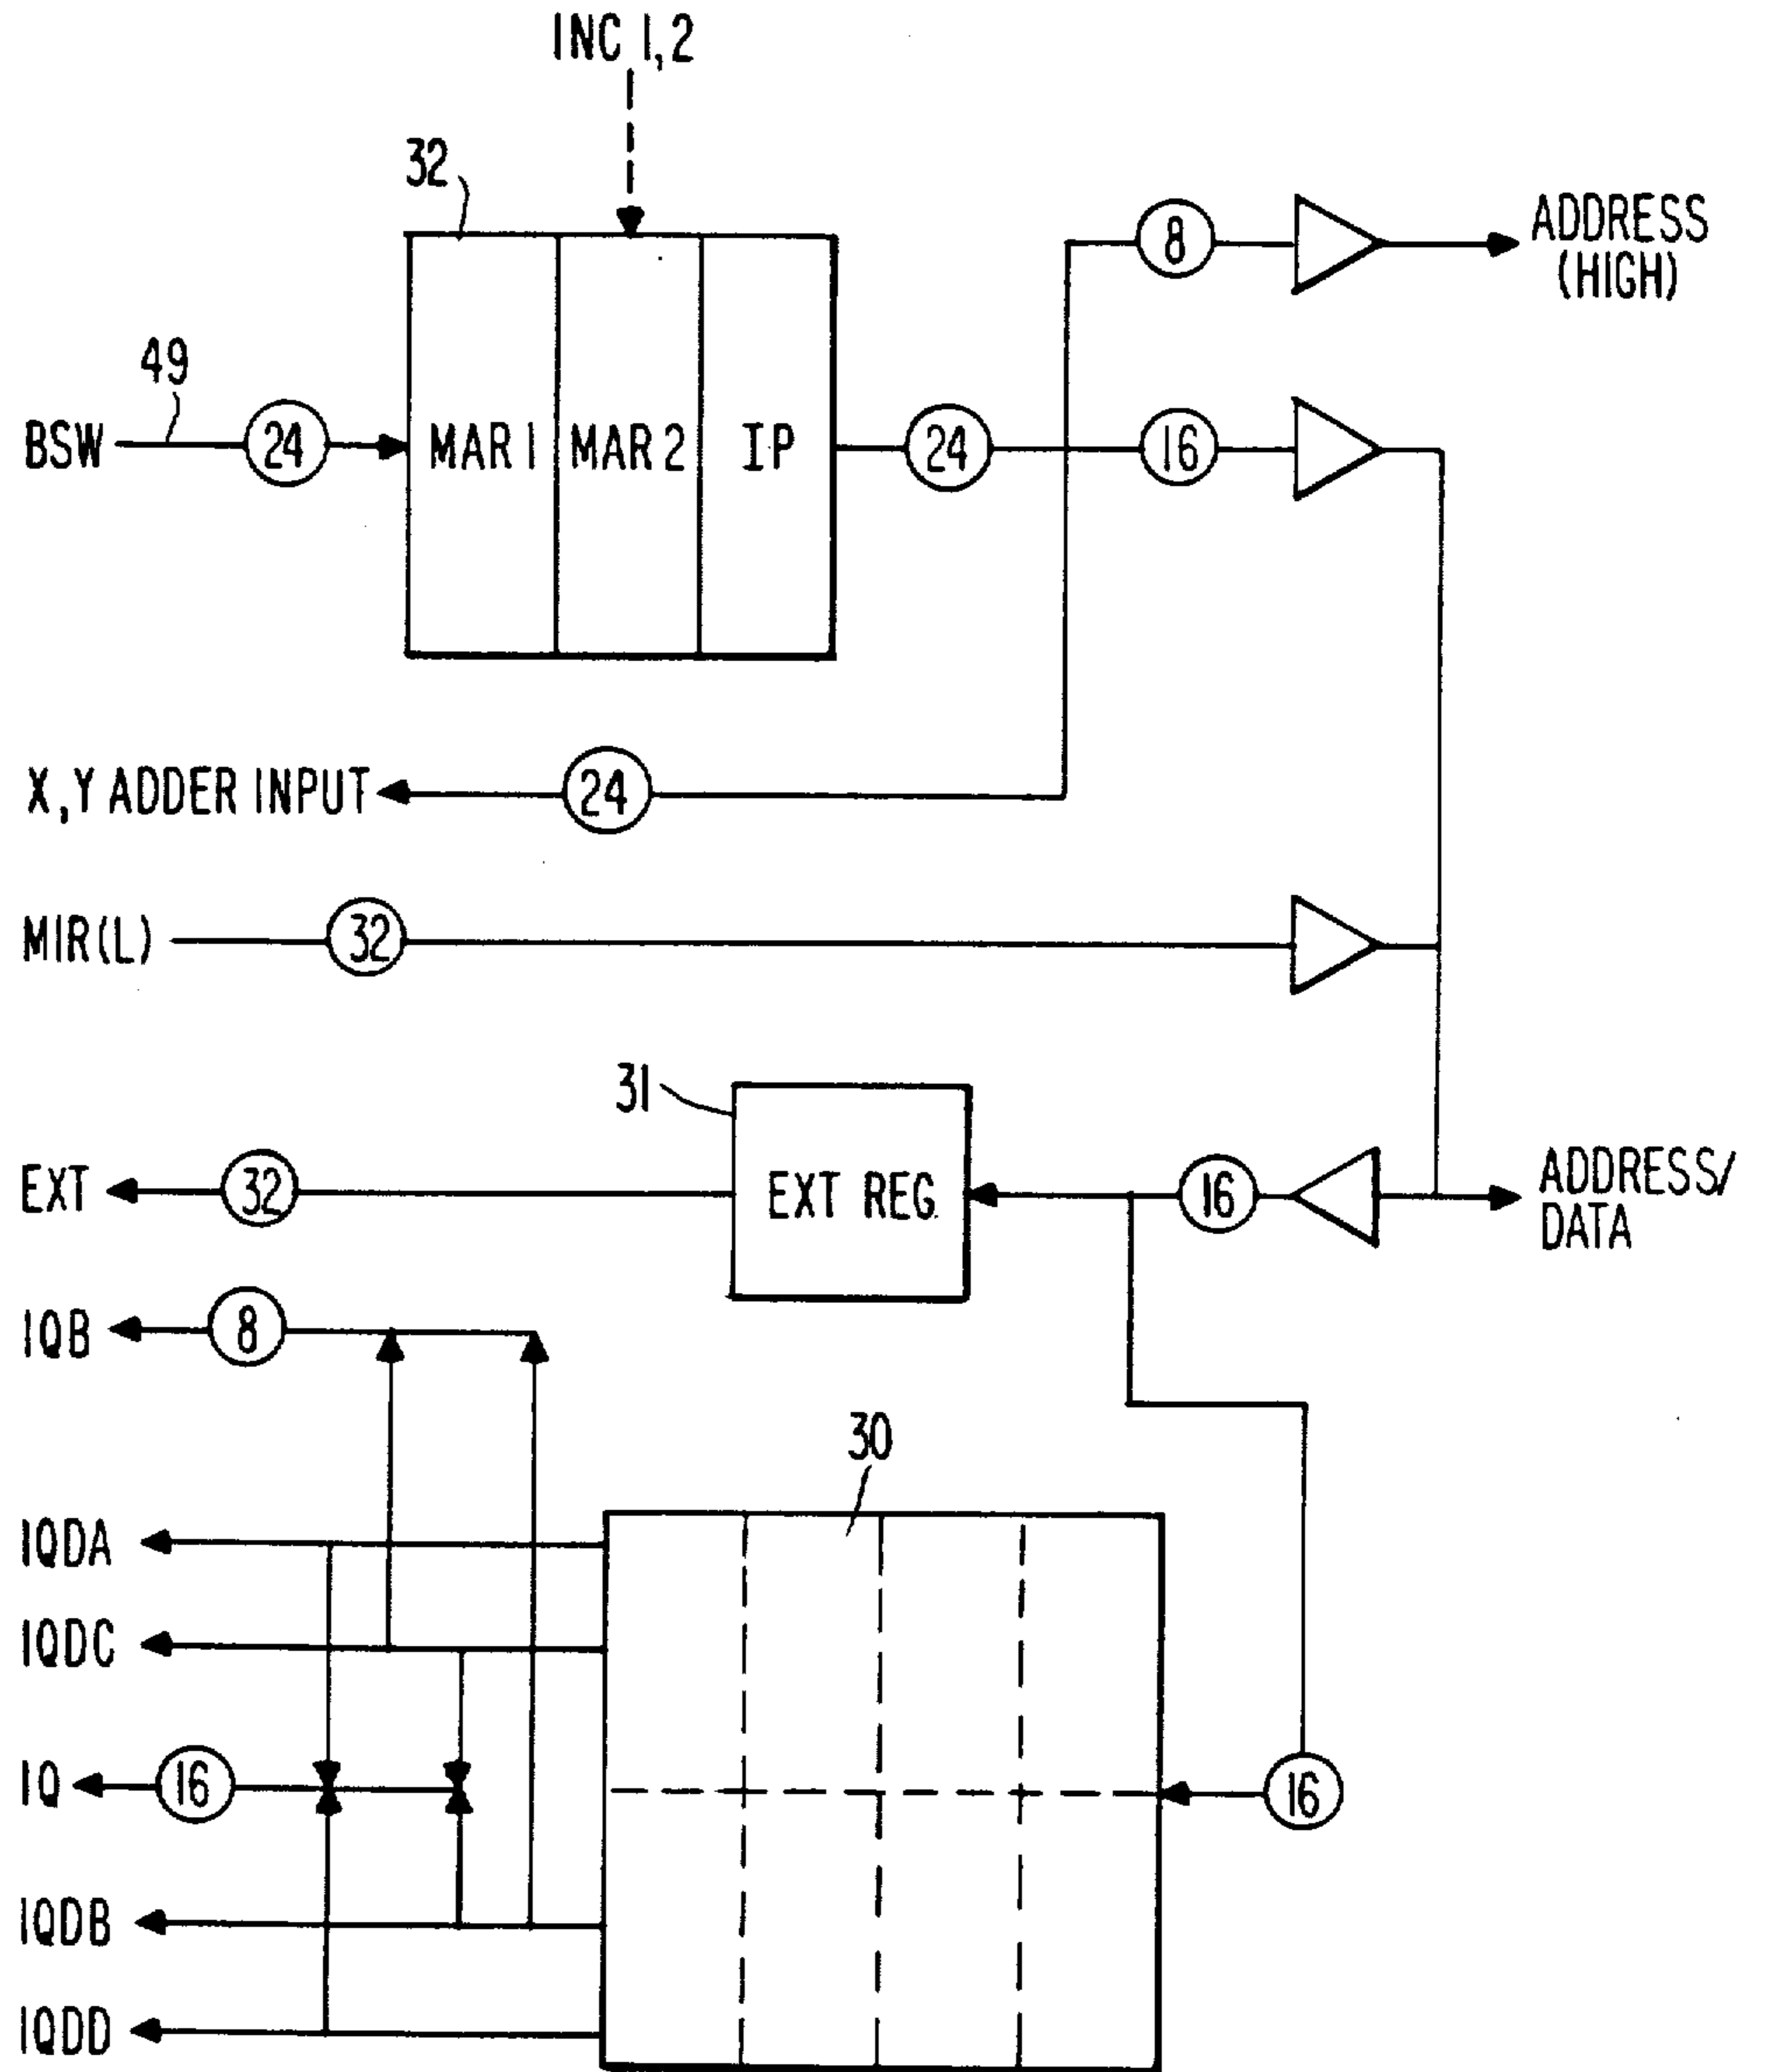 INC 1,2
32
8
ADDRESS
(HIGH)
49
BSW
24
MAR 1
MAR 2
IP
24
16
X,Y ADDER INPUT
24
MIR(L)
32
31
EXT
32
EXT REG.
16
ADDRESS/
DATA
IQB
8
30
IQDA
IQDC
IQ
16
16
IQDB
IQDD